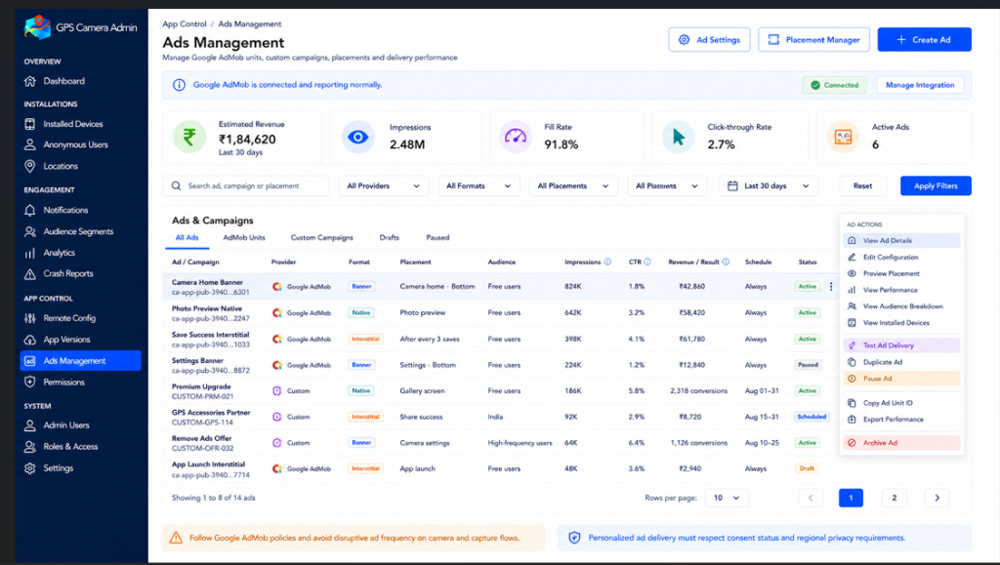 GPS Camera Admin
OVERVIEW
Dashboard
INSTALLATIONS
Installed Devices
Anonymous Users
Locations
ENGAGEMENT
Notifications
Audience Segments
Analytics
Crash Reports
APP CONTROL
Remote Config
App Versions
Ads Management
Permissions
SYSTEM
Admin Users
Roles & Access
Settings
App Control / Ads Management
Ads Management
Manage Google AdMob units, custom campaigns, placements and delivery performance
Ad Settings
Placement Manager
+ Create Ad
Google AdMob is connected and reporting normally.
Connected
Manage Integration
Estimated Revenue
₹1,84,620
Last 30 days
Impressions
2.48M
Fill Rate
91.8%
Click-through Rate
2.7%
Active Ads
6
Search ad, campaign or placement
All Providers
All Formats
All Placements
All
Last 30 days
Reset
Apply Filters
Ads & Campaigns
All Ads AdMob Units Custom Campaigns Drafts Paused
Ad / Campaign Provider Format Placement Audience Impressions CTR Revenue / Result Schedule Status
Camera Home Banner
ca-app-pub-3940...6301 Google AdMob Banner Camera home · Bottom Free users 824K 1.8% ₹42,860 Always Active
Photo Preview Native
ca-app-pub-3940...2247 Google AdMob Native Photo preview Free users 642K 3.2% ₹58,420 Always Active
Save Success Interstitial
ca-app-pub-3940...1033 Google AdMob Interstitial After every 3 saves Free users 398K 4.1% ₹61,780 Always Active
Settings Banner
ca-app-pub-3940...8872 Google AdMob Banner Settings · Bottom Free users 224K 1.2% ₹12,840 Always Paused
Premium Upgrade
CUSTOM-PRM-021 Custom Native Gallery screen Free users 186K 5.8% 2,318 conversions Aug 01–31 Active
GPS Accessories Partner
CUSTOM-GPS-114 Custom Interstitial Share success India 92K 2.9% ₹8,720 Aug 15–31 Scheduled
Remove Ads Offer
CUSTOM-OFR-032 Custom Banner Camera settings High-frequency users 64K 6.4% 1,126 conversions Aug 10–25 Active
App Launch Interstitial
ca-app-pub-3940...7714 Google AdMob Interstitial App launch Free users 48K 3.6% ₹2,940 Always Draft
Showing 1 to 8 of 14 ads
Rows per page: 10
1 2
AD ACTIONS
View Ad Details
Edit Configuration
Preview Placement
View Performance
View Audience Breakdown
View Installed Devices
Test Ad Delivery
Duplicate Ad
Pause Ad
Copy Ad Unit ID
Export Performance
Archive Ad
Follow Google AdMob policies and avoid disruptive ad frequency on camera and capture flows.
Personalized ad delivery must respect consent status and regional privacy requirements.